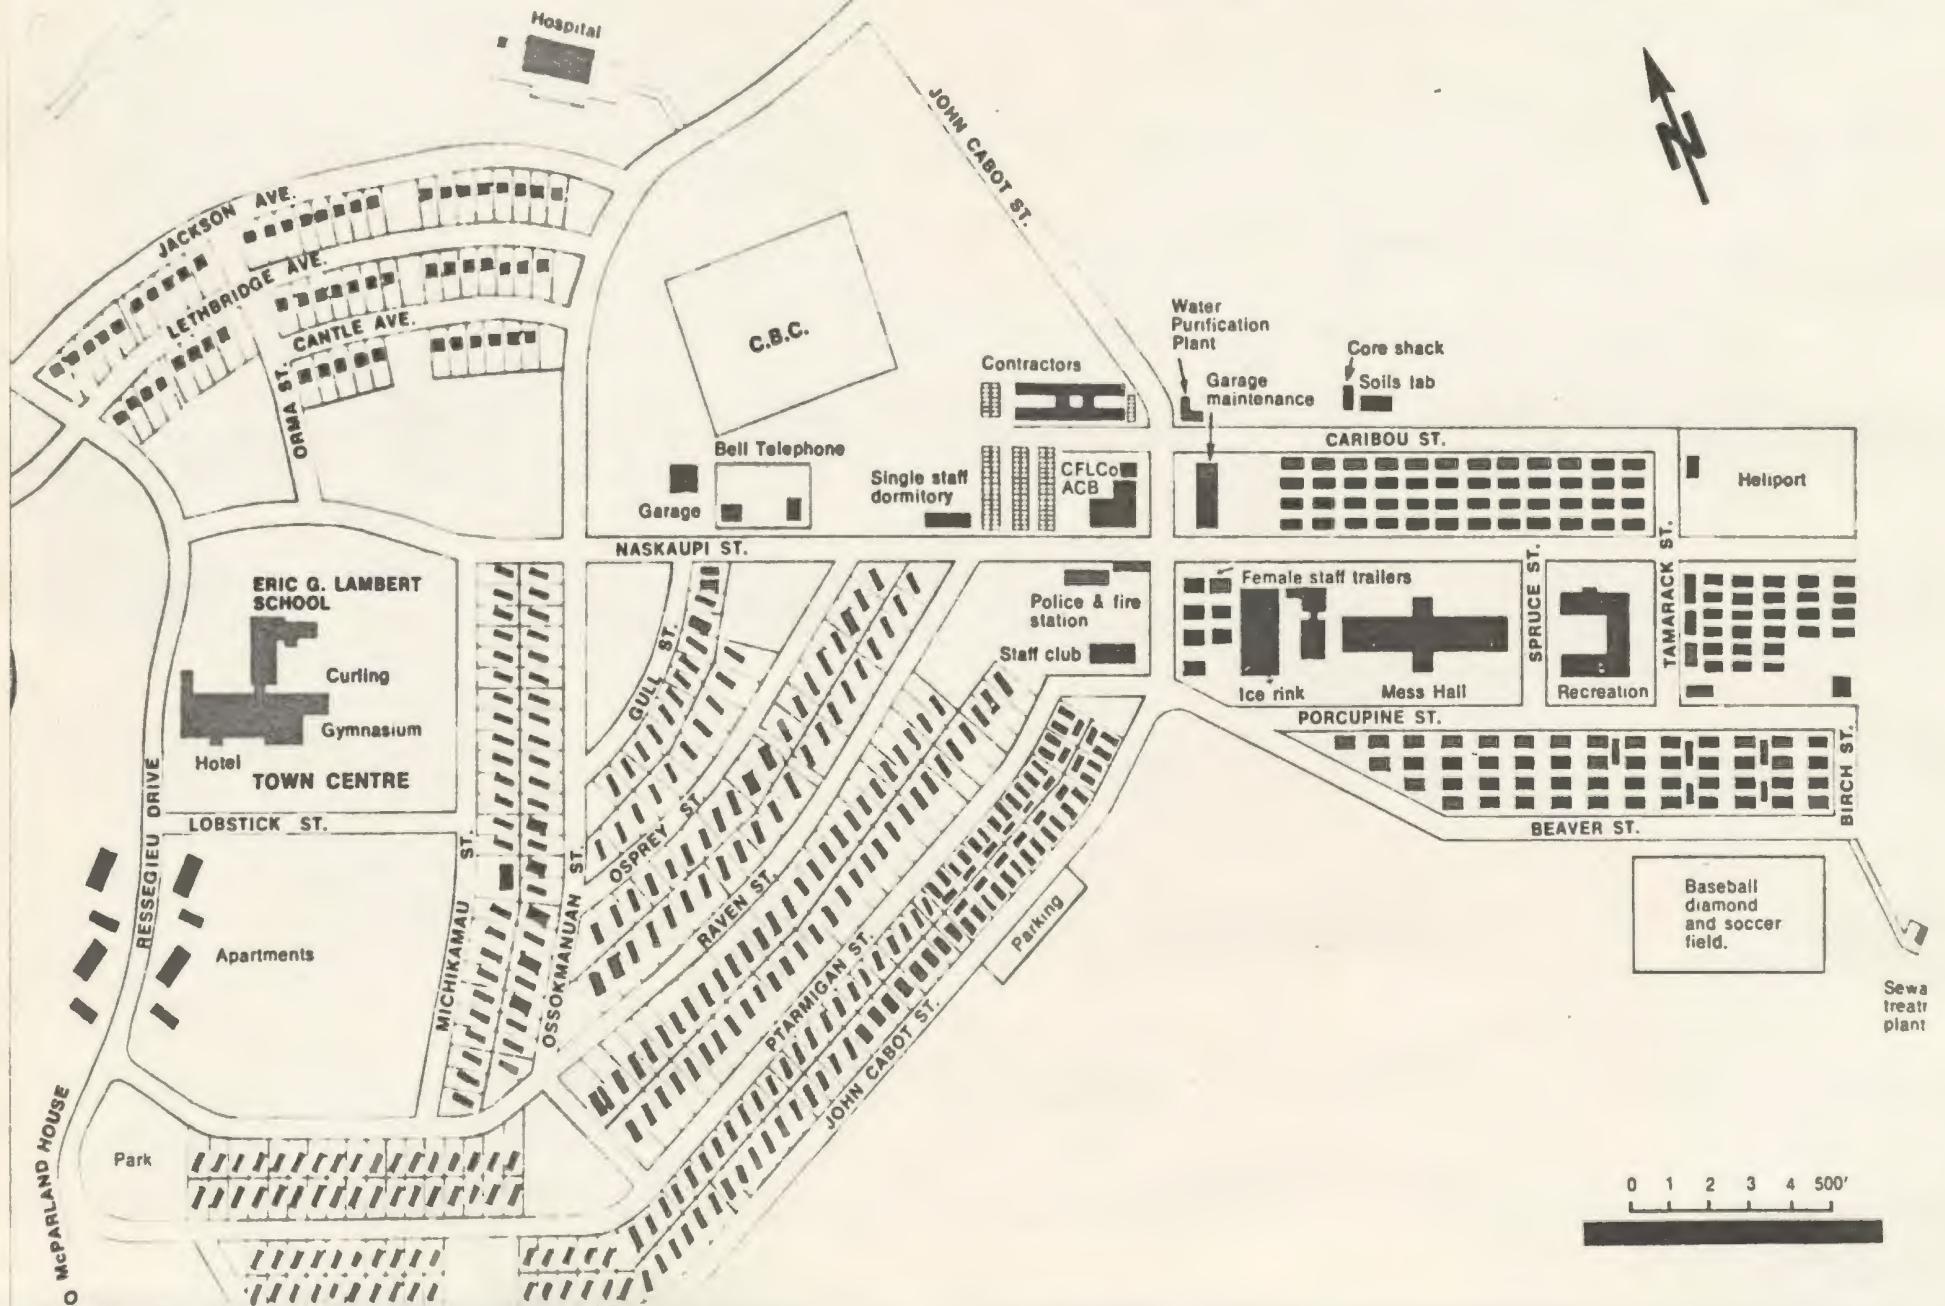 Hospital
JOHN CABOT ST.
JACKSON AVE.
LETHBRIDGE AVE.
CANTLE AVE.
ORMA ST.
C.B.C.
N
Water
Purification
Plant
Core shack
Soils lab
Garage
maintenance
Contractors
CARIBOU ST.
Bell Telephone
Garage
Single staff
dormitory
CFLCo
ACB
Heliport
NASKAUPI ST.
ERIC G. LAMBERT
SCHOOL
Curling
Gymnasium
Hotel
TOWN CENTRE
GULL ST.
Police & fire
station
Staff club
Female staff trailers
Ice rink
Mess Hall
SPRUCE ST.
Recreation
TAMARACK ST.
PORCUPINE ST.
BIRCH ST.
BEAVER ST.
RESSEGIEU DRIVE
LOBSTICK ST.
Apartments
MICHIKAMAU ST.
OSSOKMANUAN ST.
OSPREY ST.
RAVEN ST.
PTARMIGAN ST.
JOHN CABOT ST.
Parking
Baseball
diamond
and soccer
field.
Sewa
treatr
plant
Park
O McPARLAND HOUSE
0 1 2 3 4 500'